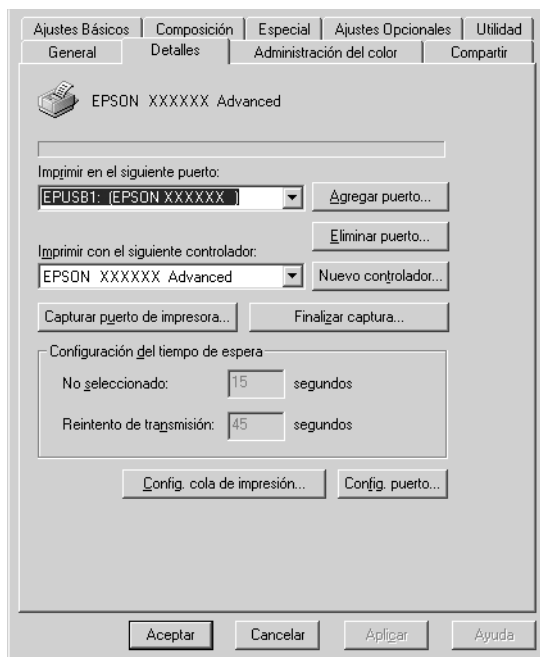 Ajustes Básicos Composición Especial Ajustes Opcionales Utilidad
General Detalles Administración del color Compartir
EPSON XXXXXX Advanced
Imprimir en el siguiente puerto:
EPUSB1: (EPSON XXXXXX ) Agregar puerto...
Eliminar puerto...
Imprimir con el siguiente controlador:
EPSON XXXXXX Advanced Nuevo controlador...
Capturar puerto de impresora... Finalizar captura...
Configuración del tiempo de espera
No seleccionado: 15 segundos
Reintento de transmisión: 45 segundos
Config. cola de impresión... Config. puerto...
Aceptar Cancelar Aplicar Ayuda